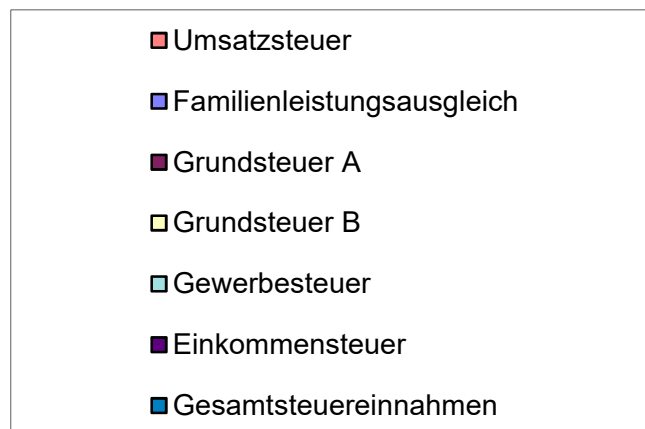 Umsatzsteuer
Familienleistungsausgleich
Grundsteuer A
Grundsteuer B
Gewerbesteuer
Einkommensteuer
Gesamtsteuereinnahmen